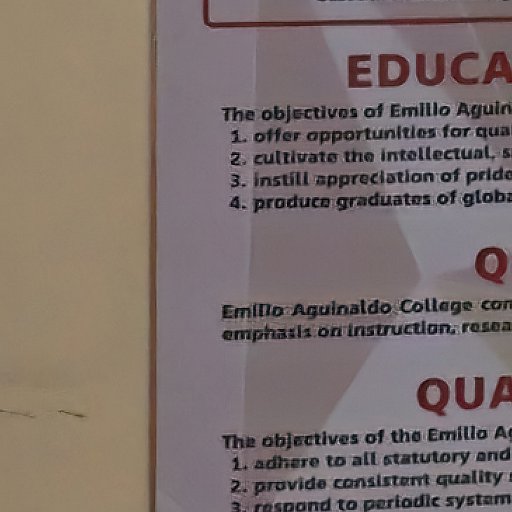 EDUCA
The objectives of Emilio Aguin
1. offer opportunities for qua
2. cultivate the intellectual, s
3. instill appreciation of pride
4. produce graduates of globa
Q
Emilio Aguinaldo College con
emphasis on instruction, resea
QUA
The objectives of the Emilio Ag
1. adhere to all statutory and
2. provide consistent quality
3. respond to periodic system